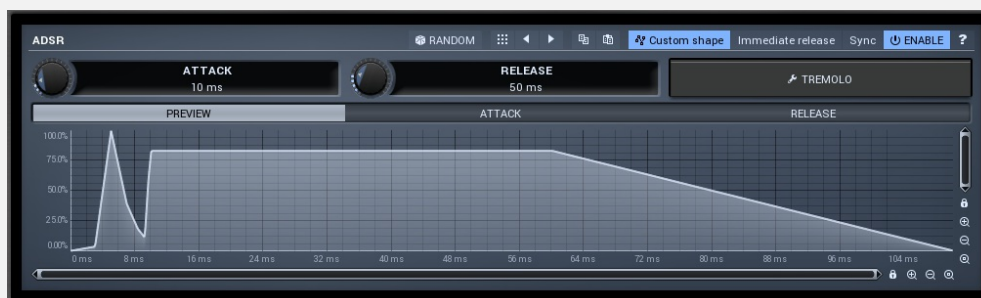 ADSR RANDOM Custom shape Immediate release Sync ENABLE ?
ATTACK RELEASE
10 ms 50 ms TREMOLO
PREVIEW ATTACK RELEASE
100.0%
75.0%
50.0%
25.0%
0.00%
0 ms 8 ms 16 ms 24 ms 32 ms 40 ms 48 ms 56 ms 64 ms 72 ms 80 ms 88 ms 96 ms 104 ms